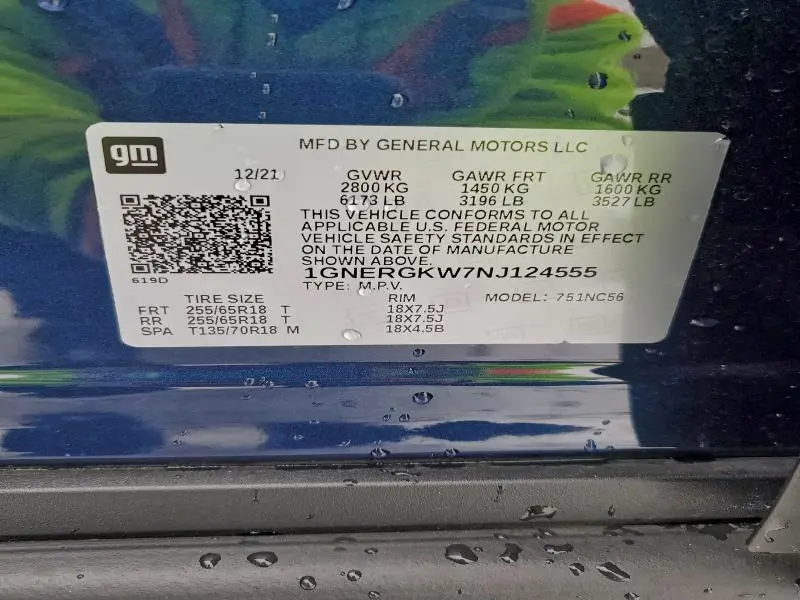 gm
MFD BY GENERAL MOTORS LLC
12/21 GVWR GAWR FRT GAWR RR
2800 KG 1450 KG 1600 KG
6173 LB 3196 LB 3527 LB
THIS VEHICLE CONFORMS TO ALL
APPLICABLE U.S. FEDERAL MOTOR
VEHICLE SAFETY STANDARDS IN EFFECT
ON THE DATE OF MANUFACTURE
SHOWN ABOVE.
1GNERGKW7NJ124555
619D
TYPE: M.P.V.
TIRE SIZE RIM MODEL: 751NC56
FRT 255/65R18 T 18X7.5J
RR 255/65R18 T 18X7.5J
SPA T135/70R18 M 18X4.5B